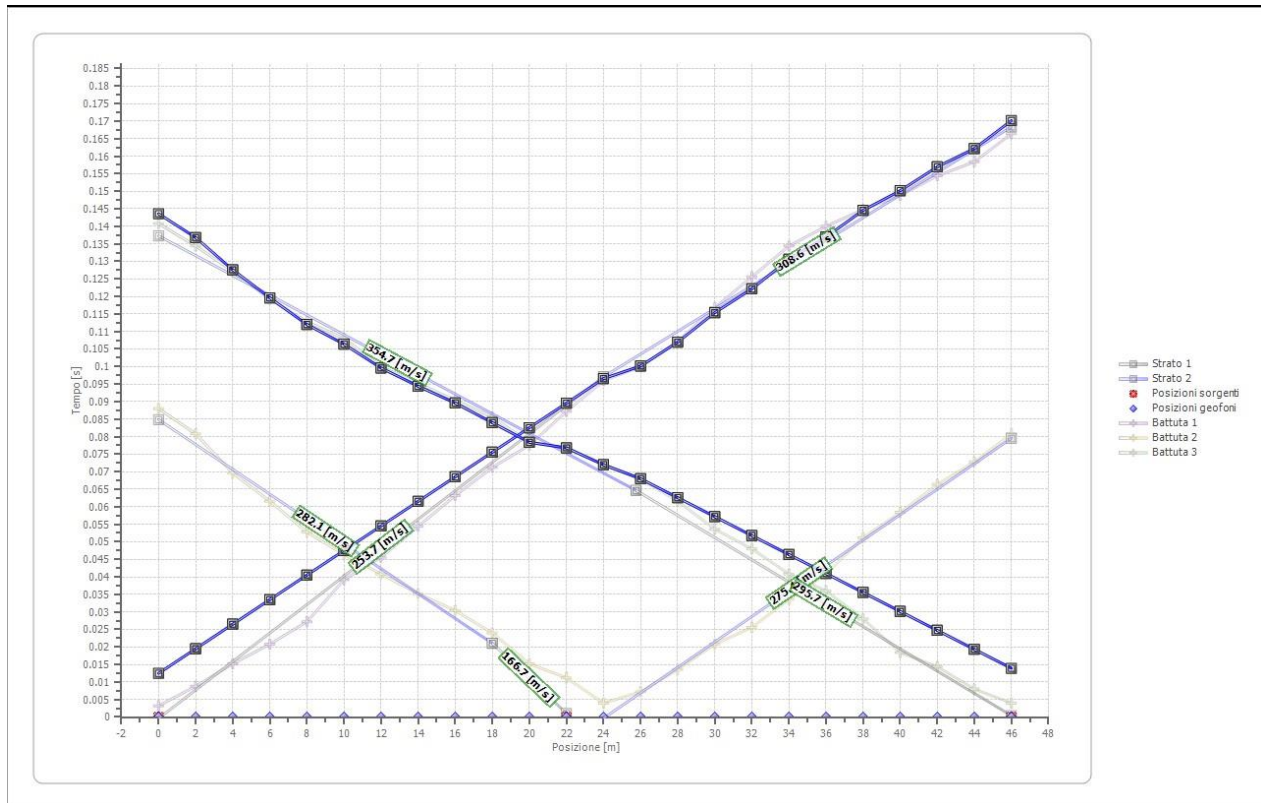 0.185
0.18
0.175
0.17
0.165
0.16
0.155
0.15
0.145
0.14
0.135
0.13
0.125
0.12
0.115
0.11
0.105
0.1
0.095
0.09
0.085
0.08
0.075
0.07
0.065
0.06
0.055
0.05
0.045
0.04
0.035
0.03
0.025
0.02
0.015
0.01
0.005
0
Tempo [s]
308.6 [m/s]
354.7 [m/s]
282.1 [m/s]
253.7 [m/s]
275. [m/s]
295.7 [m/s]
166.7 [m/s]
-2 0 2 4 6 8 10 12 14 16 18 20 22 24 26 28 30 32 34 36 38 40 42 44 46 48
Posizione [m]
Strato 1
Strato 2
Posizioni sorgenti
Posizioni geofoni
Battuta 1
Battuta 2
Battuta 3